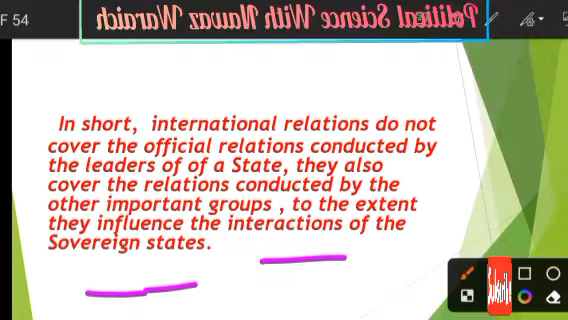 Political Science With Nawaz Waraich
F 54
In short, international relations do not
cover the official relations conducted by
the leaders of of a State, they also
cover the relations conducted by the
other important groups , to the extent
they influence the interactions of the
Sovereign states.
Subscribe